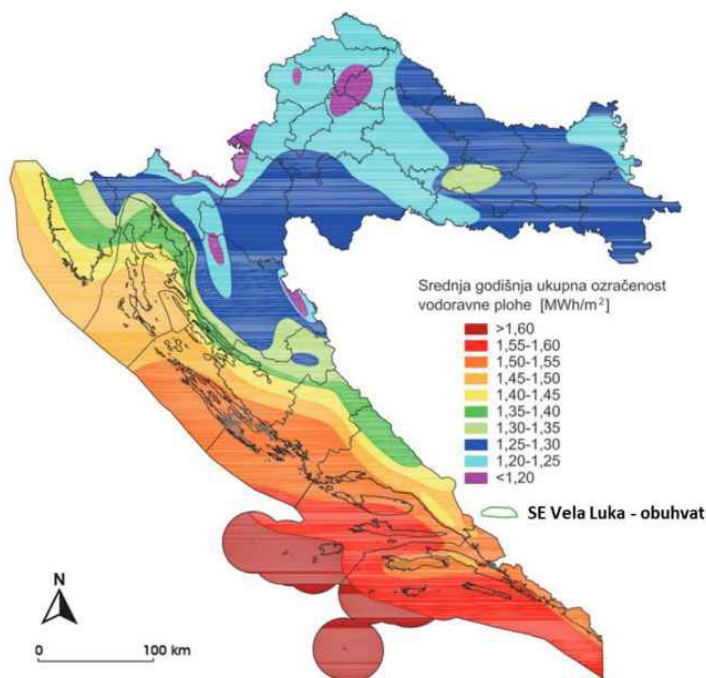 Srednja godišnja ukupna ozračenost
vodoravne plohe [MWh/m²]
>1,60
1,55-1,60
1,50-1,55
1,45-1,50
1,40-1,45
1,35-1,40
1,30-1,35
1,25-1,30
1,20-1,25
<1,20
SE Vela Luka - obuhvat
N
0 100 km